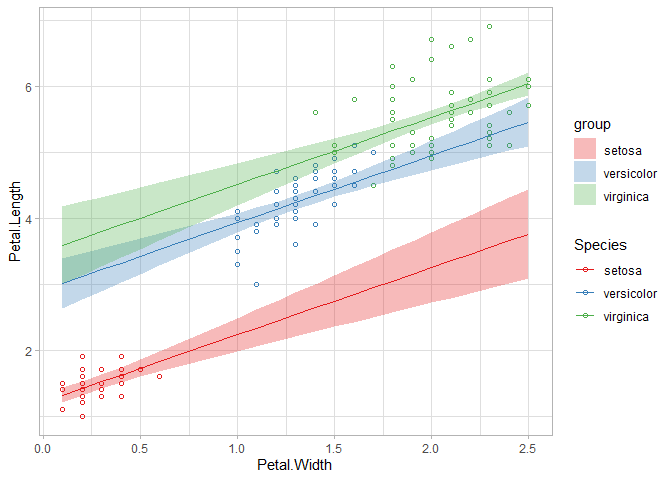 Petal.Length
6
4
2
0.0 0.5 1.0 1.5 2.0 2.5
Petal.Width
group
setosa
versicolor
virginica
Species
setosa
versicolor
virginica